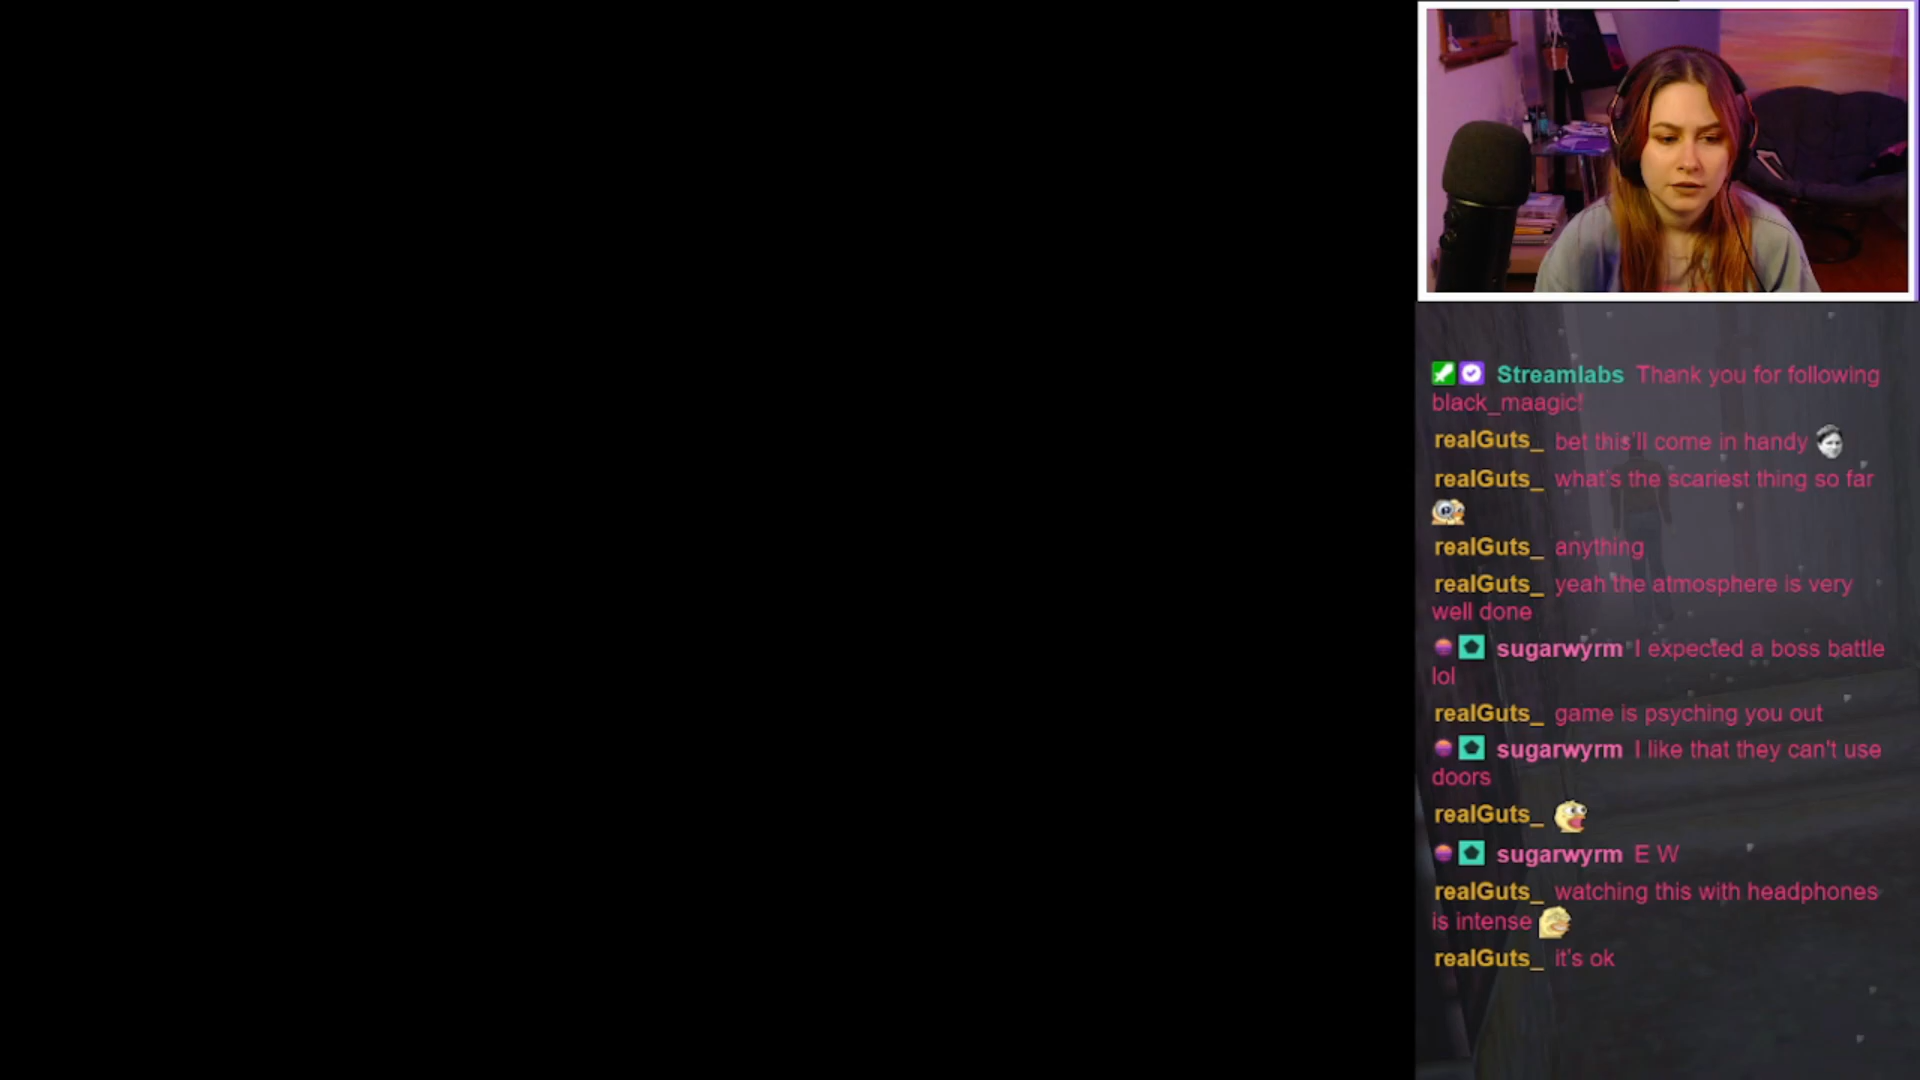 Streamlabs Thank you for following
black_maagic!
realGuts_ bet this'll come in handy
realGuts_ what's the scariest thing so far
realGuts_ anything
realGuts_ yeah the atmosphere is very
well done
sugarwyrm I expected a boss battle
lol
realGuts_ game is psyching you out
sugarwyrm I like that they can't use
doors
realGuts_
sugarwyrm E W
realGuts_ watching this with headphones
is intense
realGuts_ it's ok